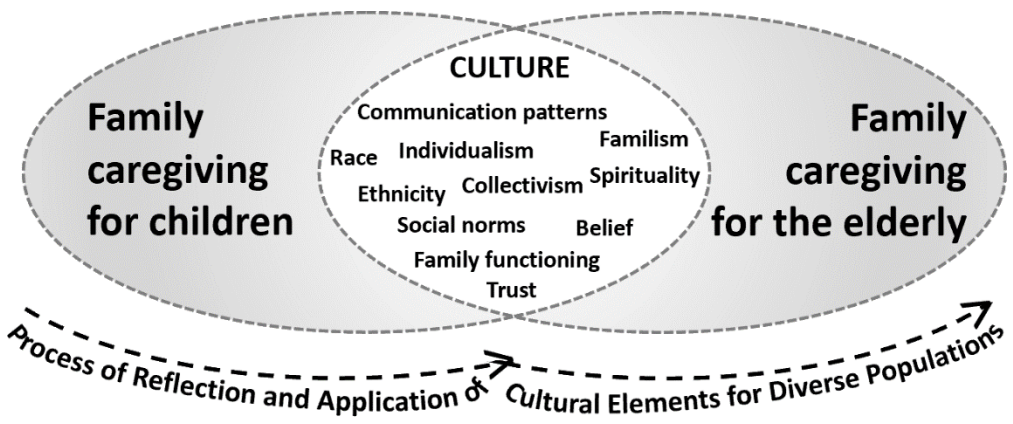 Family
caregiving
for children
CULTURE
Communication patterns
Familism
Race
Individualism
Spirituality
Ethnicity
Collectivism
Social norms
Belief
Family functioning
Trust
Family
caregiving
for the elderly
Process of Reflection and Application of
Cultural Elements for Diverse Populations